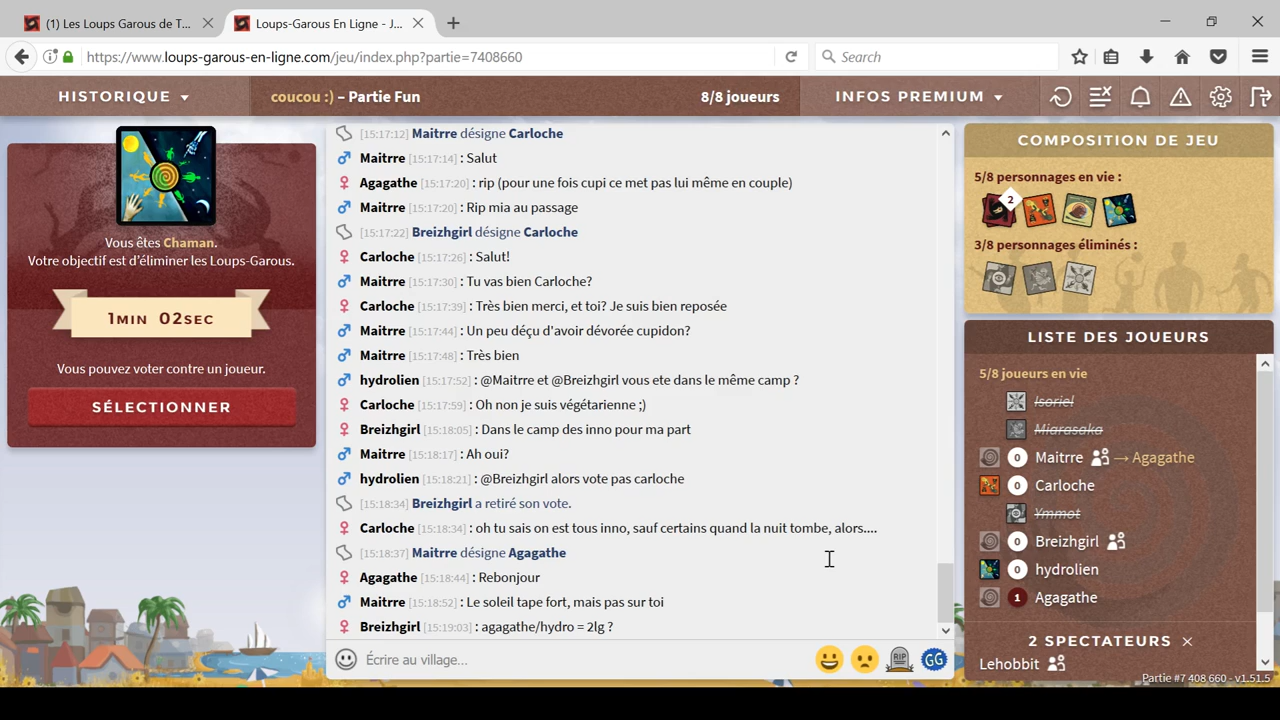 (1) Les Loups Garous de T...
Loups-Garous En Ligne - J...
https://www.loups-garous-en-ligne.com/jeu/index.php?partie=7408660
Search
HISTORIQUE
coucou :) – Partie Fun
8/8 joueurs
INFOS PREMIUM
Vous êtes Chaman.
Votre objectif est d'éliminer les Loups-Garous.
1MIN 02SEC
Vous pouvez voter contre un joueur.
SÉLECTIONNER
[15:17:12] Maitrre désigne Carloche
Maitrre [15:17:14] : Salut
Agagathe [15:17:20] : rip (pour une fois cupi ce met pas lui même en couple)
Maitrre [15:17:20] : Rip mia au passage
[15:17:22] Breizhgirl désigne Carloche
Carloche [15:17:26] : Salut!
Maitrre [15:17:30] : Tu vas bien Carloche?
Carloche [15:17:39] : Très bien merci, et toi? Je suis bien reposée
Maitrre [15:17:44] : Un peu déçu d'avoir dévorée cupidon?
Maitrre [15:17:48] : Très bien
hydrolien [15:17:52] : @Maitrre et @Breizhgirl vous ete dans le même camp ?
Carloche [15:17:59] : Oh non je suis végétarienne ;)
Breizhgirl [15:18:05] : Dans le camp des inno pour ma part
Maitrre [15:18:17] : Ah oui?
hydrolien [15:18:21] : @Breizhgirl alors vote pas carloche
[15:18:34] Breizhgirl a retiré son vote.
Carloche [15:18:34] : oh tu sais on est tous inno, sauf certains quand la nuit tombe, alors....
[15:18:37] Maitrre désigne Agagathe
Agagathe [15:18:44] : Rebonjour
Maitrre [15:18:52] : Le soleil tape fort, mais pas sur toi
Breizhgirl [15:19:03] : agagathe/hydro = 2lg ?
Écrire au village...
RIP
GG
COMPOSITION DE JEU
5/8 personnages en vie :
2
3/8 personnages éliminés :
LISTE DES JOUEURS
5/8 joueurs en vie
Isoriel
Miarasaka
0 Maitrre → Agagathe
0 Carloche
Ymmot
0 Breizhgirl
0 hydrolien
1 Agagathe
2 SPECTATEURS
Lehobbit
Partie #7 408 660 - v1.51.5